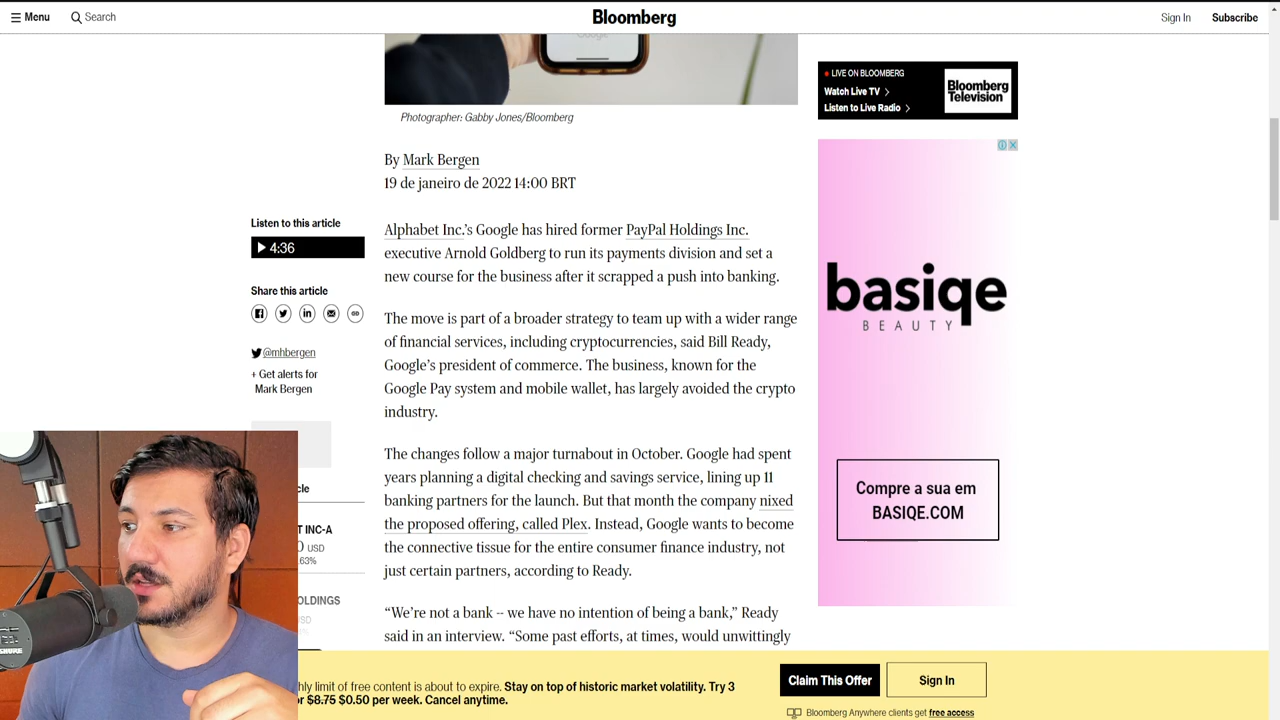 Menu
Search
Bloomberg
Sign In
Subscribe
Photographer: Gabby Jones/Bloomberg
By Mark Bergen
19 de janeiro de 2022 14:00 BRT
Listen to this article
4:36
Share this article
@mhbergen
+ Get alerts for
Mark Bergen
Alphabet Inc.’s Google has hired former PayPal Holdings Inc.
executive Arnold Goldberg to run its payments division and set a
new course for the business after it scrapped a push into banking.
The move is part of a broader strategy to team up with a wider range
of financial services, including cryptocurrencies, said Bill Ready,
Google’s president of commerce. The business, known for the
Google Pay system and mobile wallet, has largely avoided the crypto
industry.
The changes follow a major turnabout in October. Google had spent
years planning a digital checking and savings service, lining up 11
banking partners for the launch. But that month the company nixed
the proposed offering, called Plex. Instead, Google wants to become
the connective tissue for the entire consumer finance industry, not
just certain partners, according to Ready.
“We’re not a bank -- we have no intention of being a bank,” Ready
said in an interview. “Some past efforts, at times, would unwittingly
LIVE ON BLOOMBERG
Watch Live TV
Listen to Live Radio
Bloomberg
Television
basiqe
BEAUTY
Compre a sua em
BASIQE.COM
INC-A
USD
OLDINGS
SHURE
limit of free content is about to expire. Stay on top of historic market volatility. Try 3
$8.75 $0.50 per week. Cancel anytime.
Claim This Offer
Sign In
Bloomberg Anywhere clients get free access